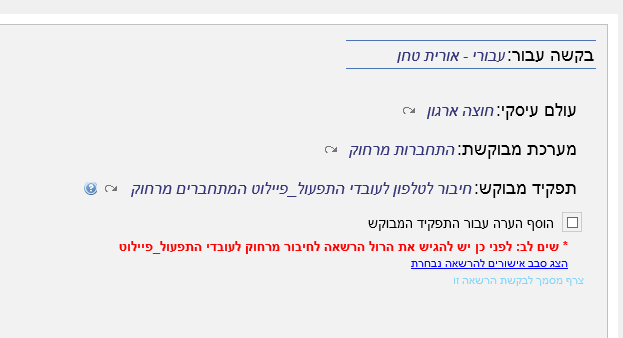 בקשה עבור: עבורי - אורית טחן
עולם עיסקי: חוצה ארגון
מערכת מבוקשת: התחברות מרחוק
תפקיד מבוקש: חיבור לטלפון לעובדי התפעול_פיילוט המתחברים מרחוק
הוסף הערה עבור התפקיד המבוקש
* שים לב: לפני כן יש להגיש את הרול הרשאה לחיבור מרחוק לעובדי התפעול_פיילוט
הצג סבב אישורים להרשאה נבחרת
צרף מסמך לבקשת הרשאה זו